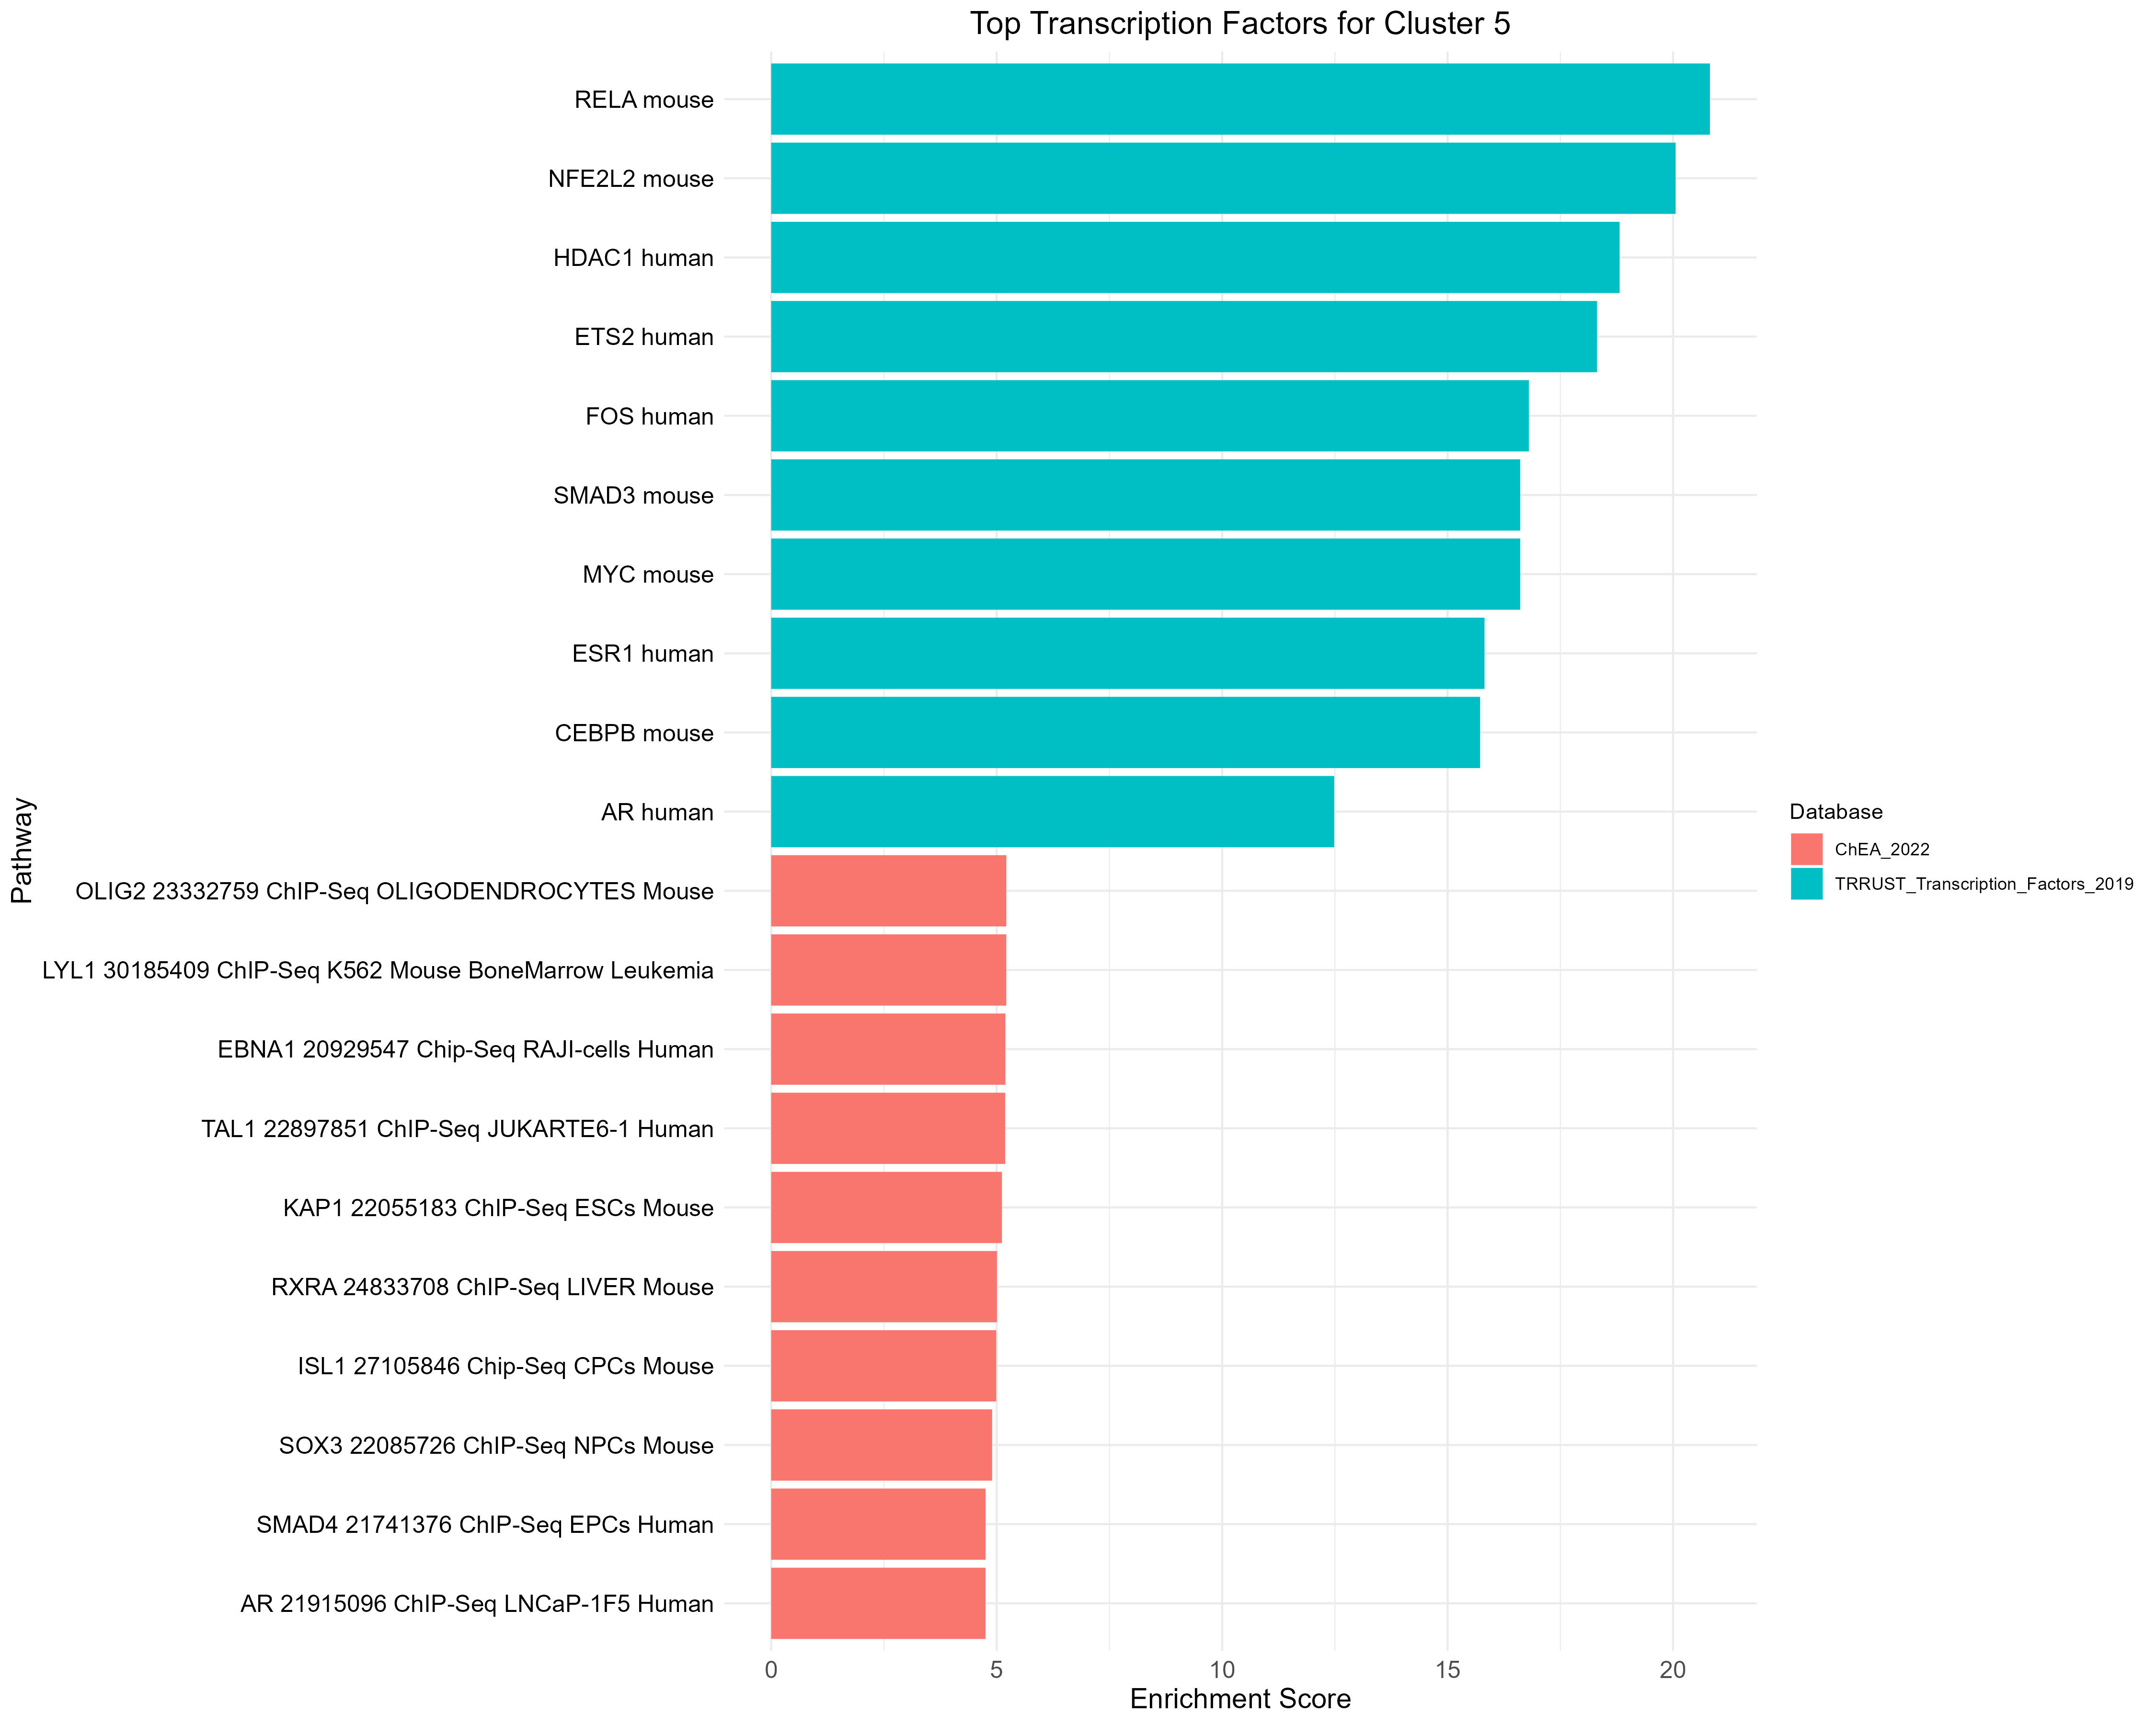 Top Transcription Factors for Cluster 5
RELA mouse
NFE2L2 mouse
HDAC1 human
ETS2 human
FOS human
SMAD3 mouse
MYC mouse
ESR1 human
CEBPB mouse
AR human
OLIG2 23332759 ChIP-Seq OLIGODENDROCYTES Mouse
LYL1 30185409 ChIP-Seq K562 Mouse BoneMarrow Leukemia
EBNA1 20929547 Chip-Seq RAJI-cells Human
TAL1 22897851 ChIP-Seq JUKARTE6-1 Human
KAP1 22055183 ChIP-Seq ESCs Mouse
RXRA 24833708 ChIP-Seq LIVER Mouse
ISL1 27105846 Chip-Seq CPCs Mouse
SOX3 22085726 ChIP-Seq NPCs Mouse
SMAD4 21741376 ChIP-Seq EPCs Human
AR 21915096 ChIP-Seq LNCaP-1F5 Human
Pathway
0 5 10 15 20
Enrichment Score
Database
ChEA_2022
TRRUST_Transcription_Factors_2019